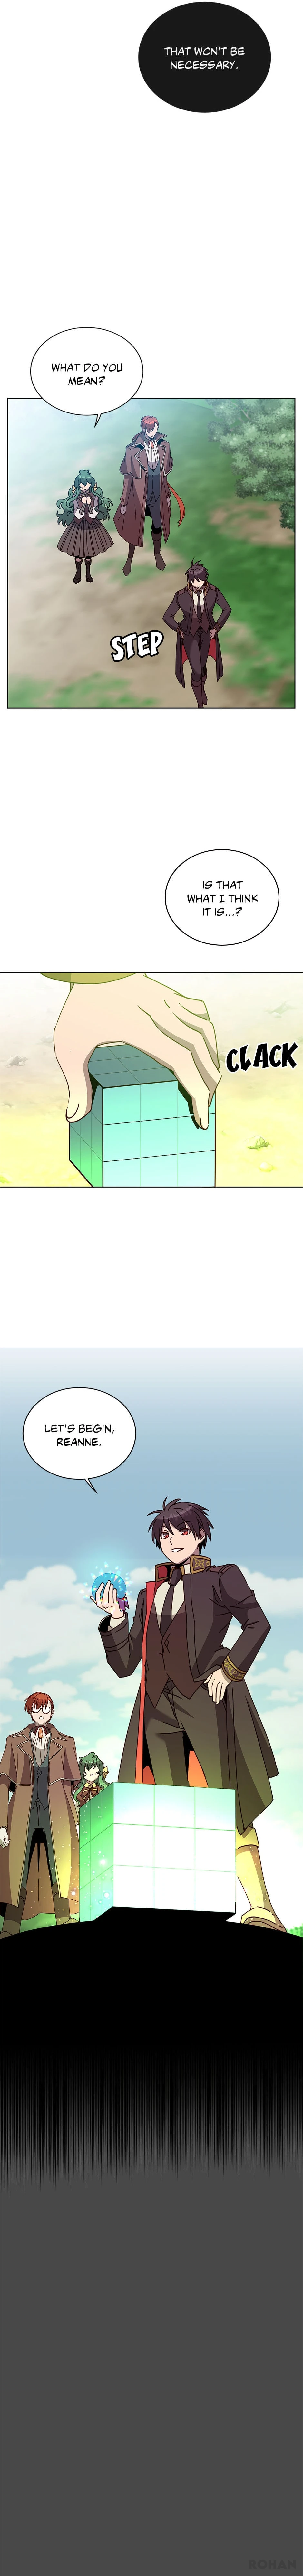 THAT WON'T BE
NECESSARY.
WHAT DO YOU
MEAN?
STEP
IS THAT
WHAT I THINK
IT IS...?
CLACK
LET'S BEGIN,
REANNE.
ROHAN